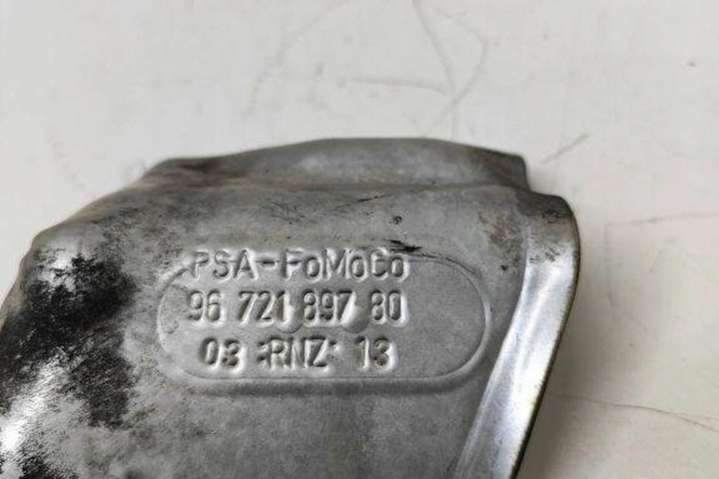 PSA-FoMoCo
96 721 897 80
03 :RNZ: 13